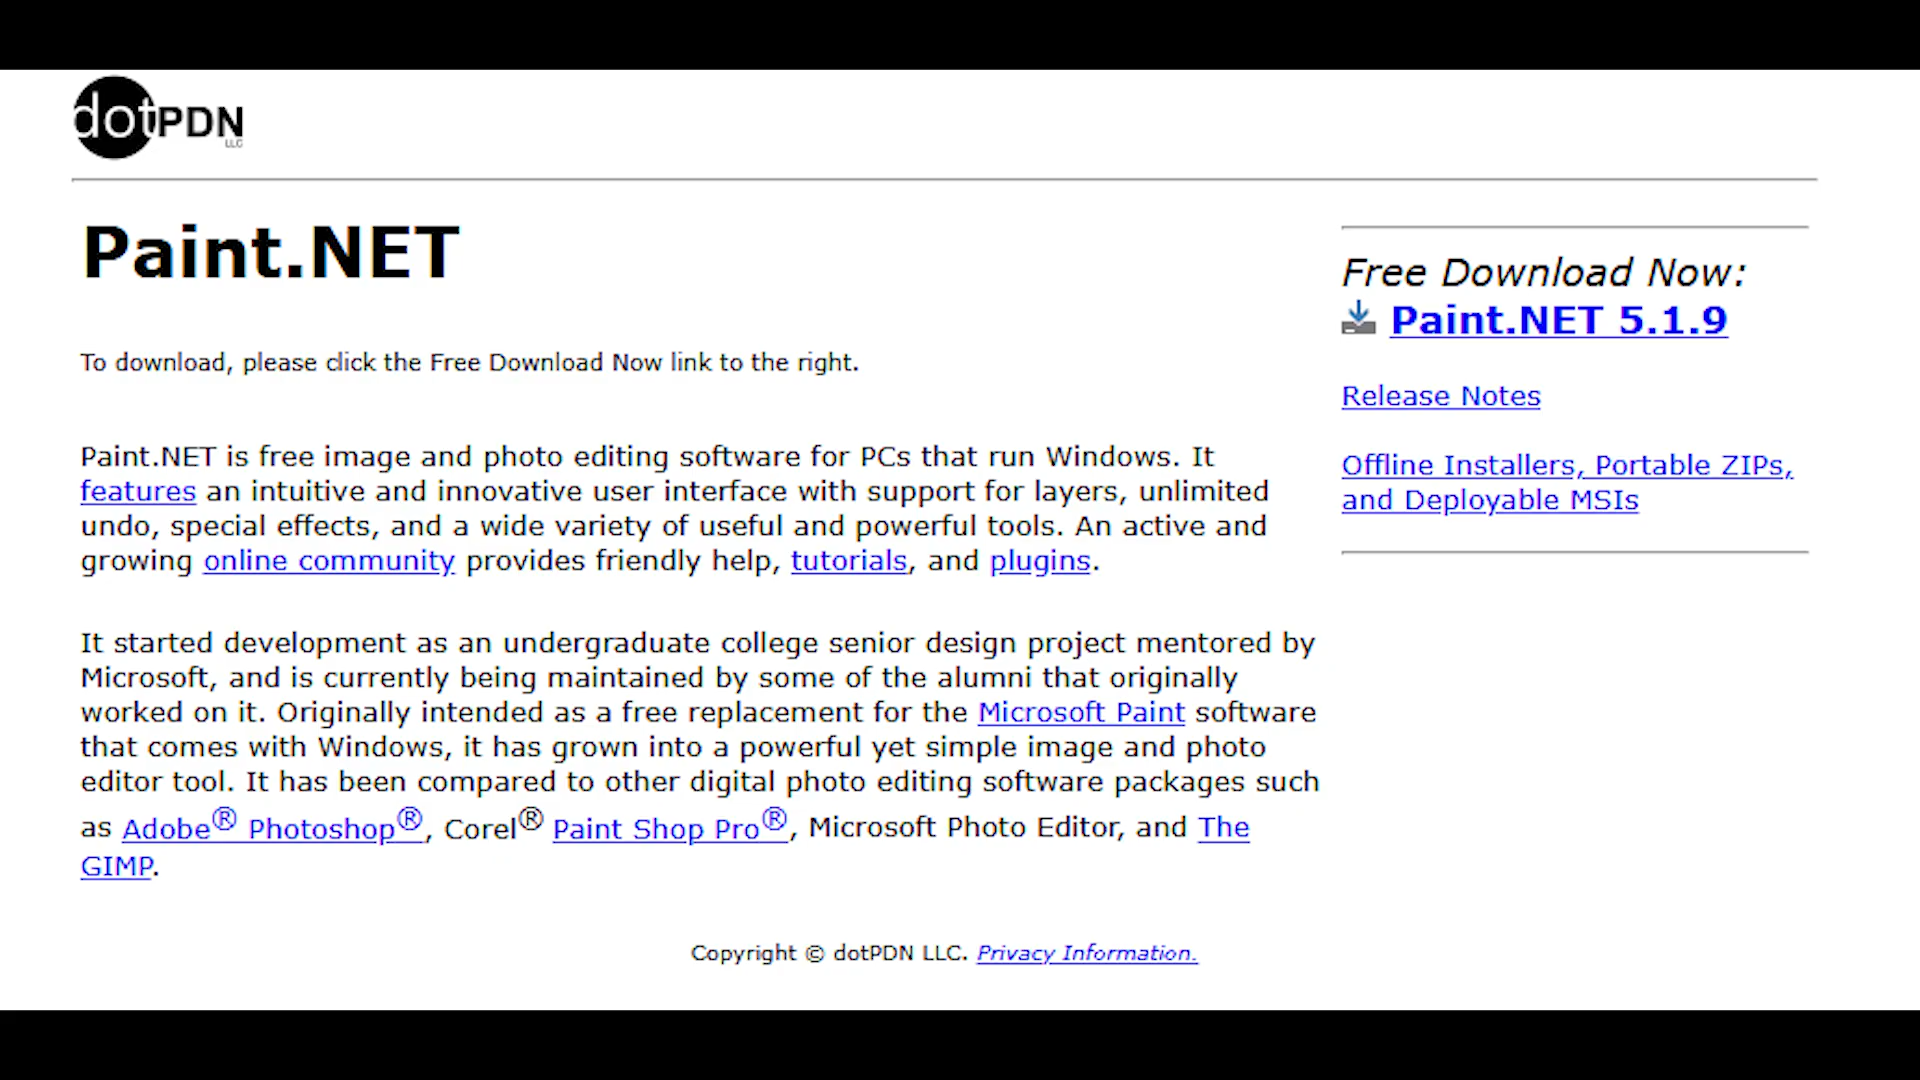 dotPDN
LLC
Paint.NET
To download, please click the Free Download Now link to the right.
Paint.NET is free image and photo editing software for PCs that run Windows. It
features an intuitive and innovative user interface with support for layers, unlimited
undo, special effects, and a wide variety of useful and powerful tools. An active and
growing online community provides friendly help, tutorials, and plugins.
It started development as an undergraduate college senior design project mentored by
Microsoft, and is currently being maintained by some of the alumni that originally
worked on it. Originally intended as a free replacement for the Microsoft Paint software
that comes with Windows, it has grown into a powerful yet simple image and photo
editor tool. It has been compared to other digital photo editing software packages such
as Adobe® Photoshop®, Corel® Paint Shop Pro®, Microsoft Photo Editor, and The
GIMP.
Free Download Now:
Paint.NET 5.1.9
Release Notes
Offline Installers, Portable ZIPs,
and Deployable MSIs
Copyright © dotPDN LLC. Privacy Information.